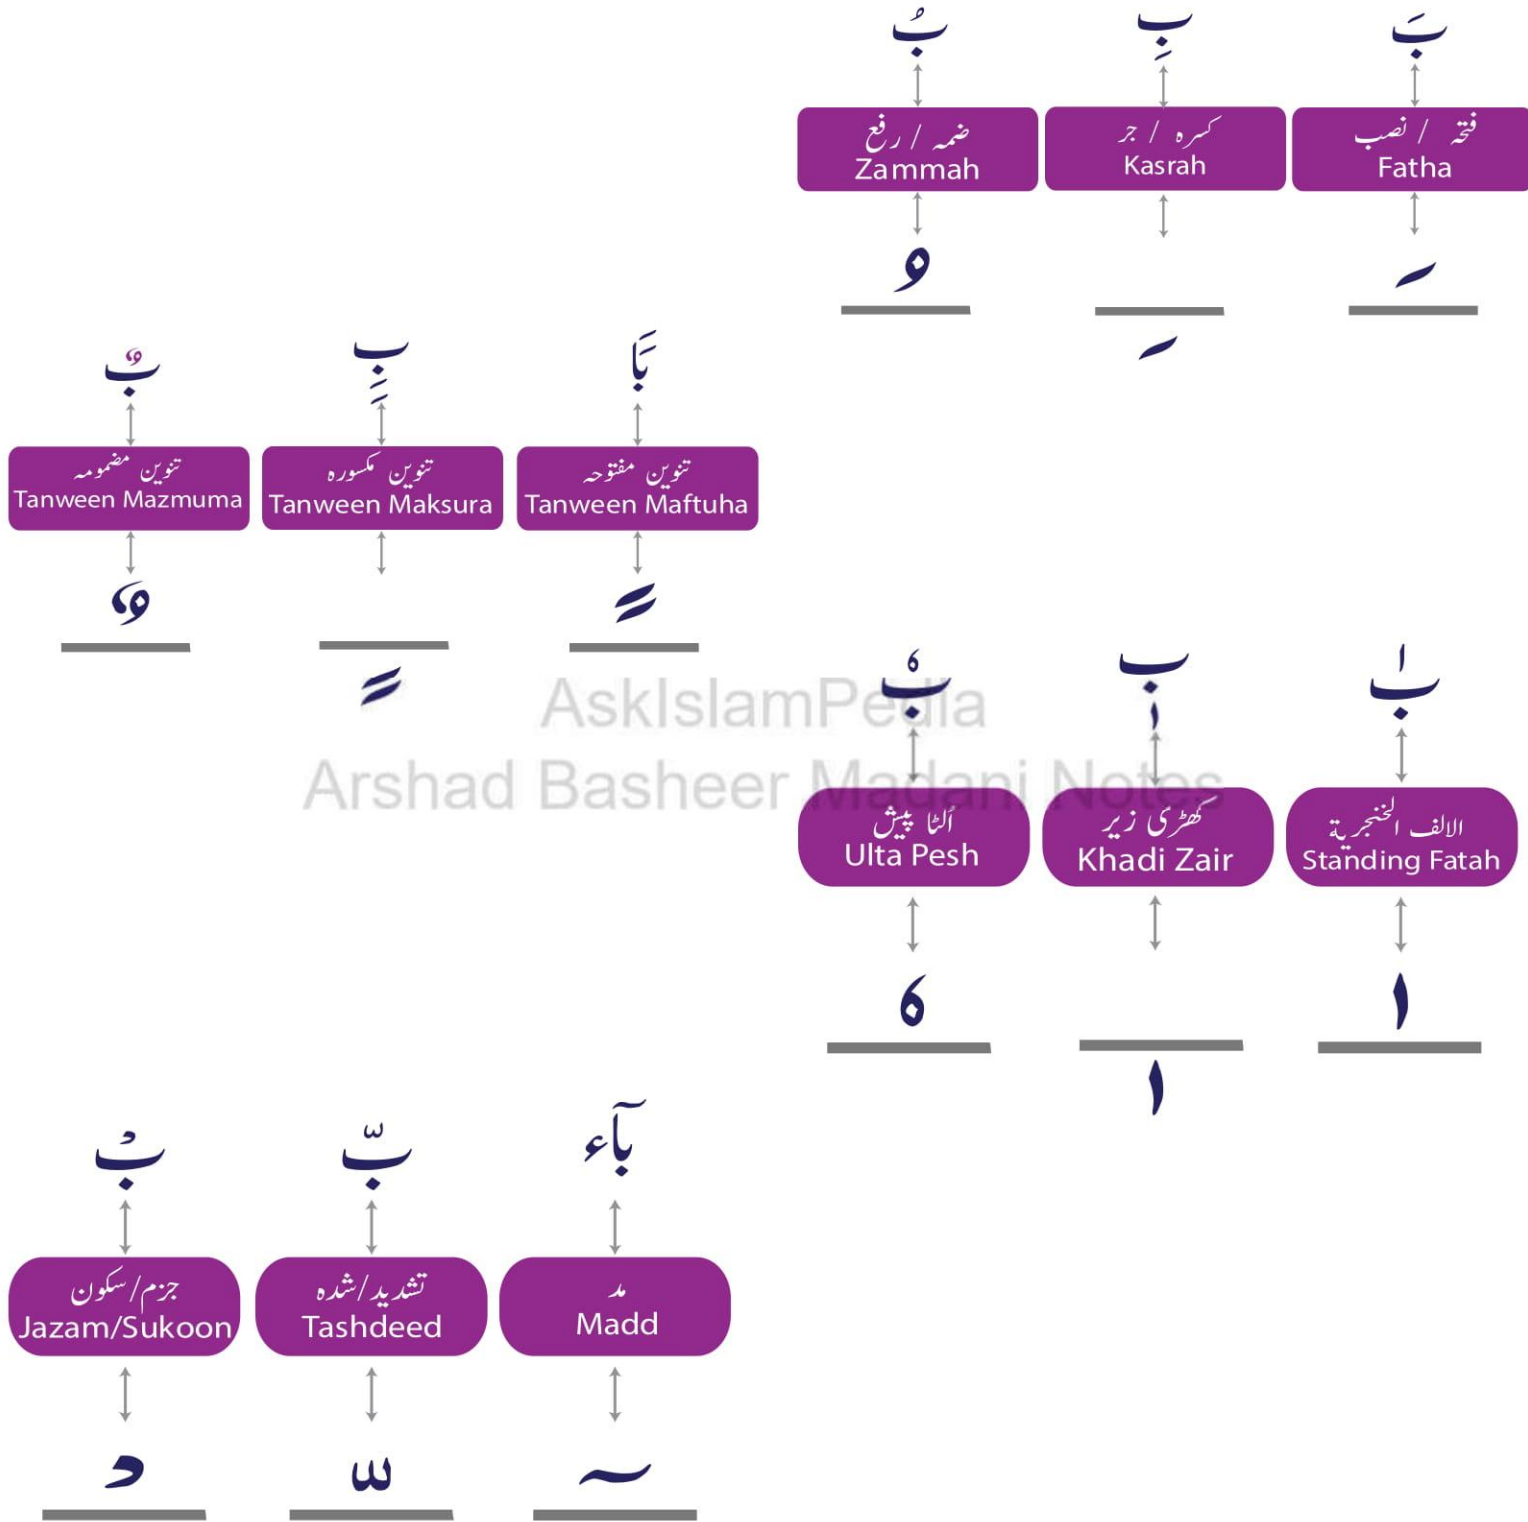 بَ بِ بُ
فتحہ / نصب
Fatha
کسرہ / جر
Kasrah
ضمہ / رفع
Zammah
بًا بٍ بٌ
تنوین مفتوحہ
Tanween Maftuha
تنوین مکسورہ
Tanween Maksura
تنوین مضمومہ
Tanween Mazmuma
AskIslamPedia
Arshad Basheer Madani Notes
بٰ بٖ بٗ
الالف الخنجریة
Standing Fatah
کھڑی زیر
Khadi Zair
اُلٹا پیش
Ulta Pesh
بآء بّ بْ
مد
Madd
تشدید/شدہ
Tashdeed
جزم/سکون
Jazam/Sukoon